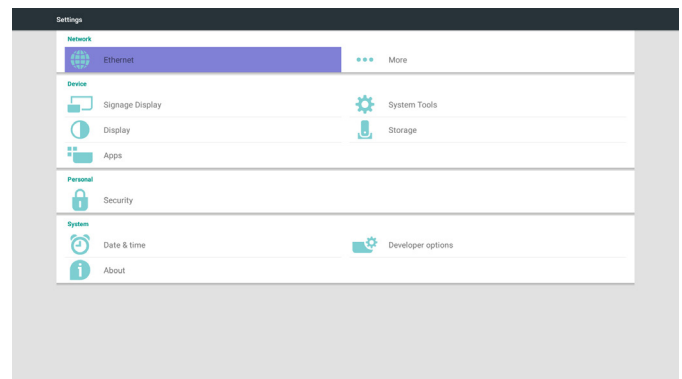 Settings
Network
Ethernet
More
Device
Signage Display
System Tools
Display
Storage
Apps
Personal
Security
System
Date & time
Developer options
About